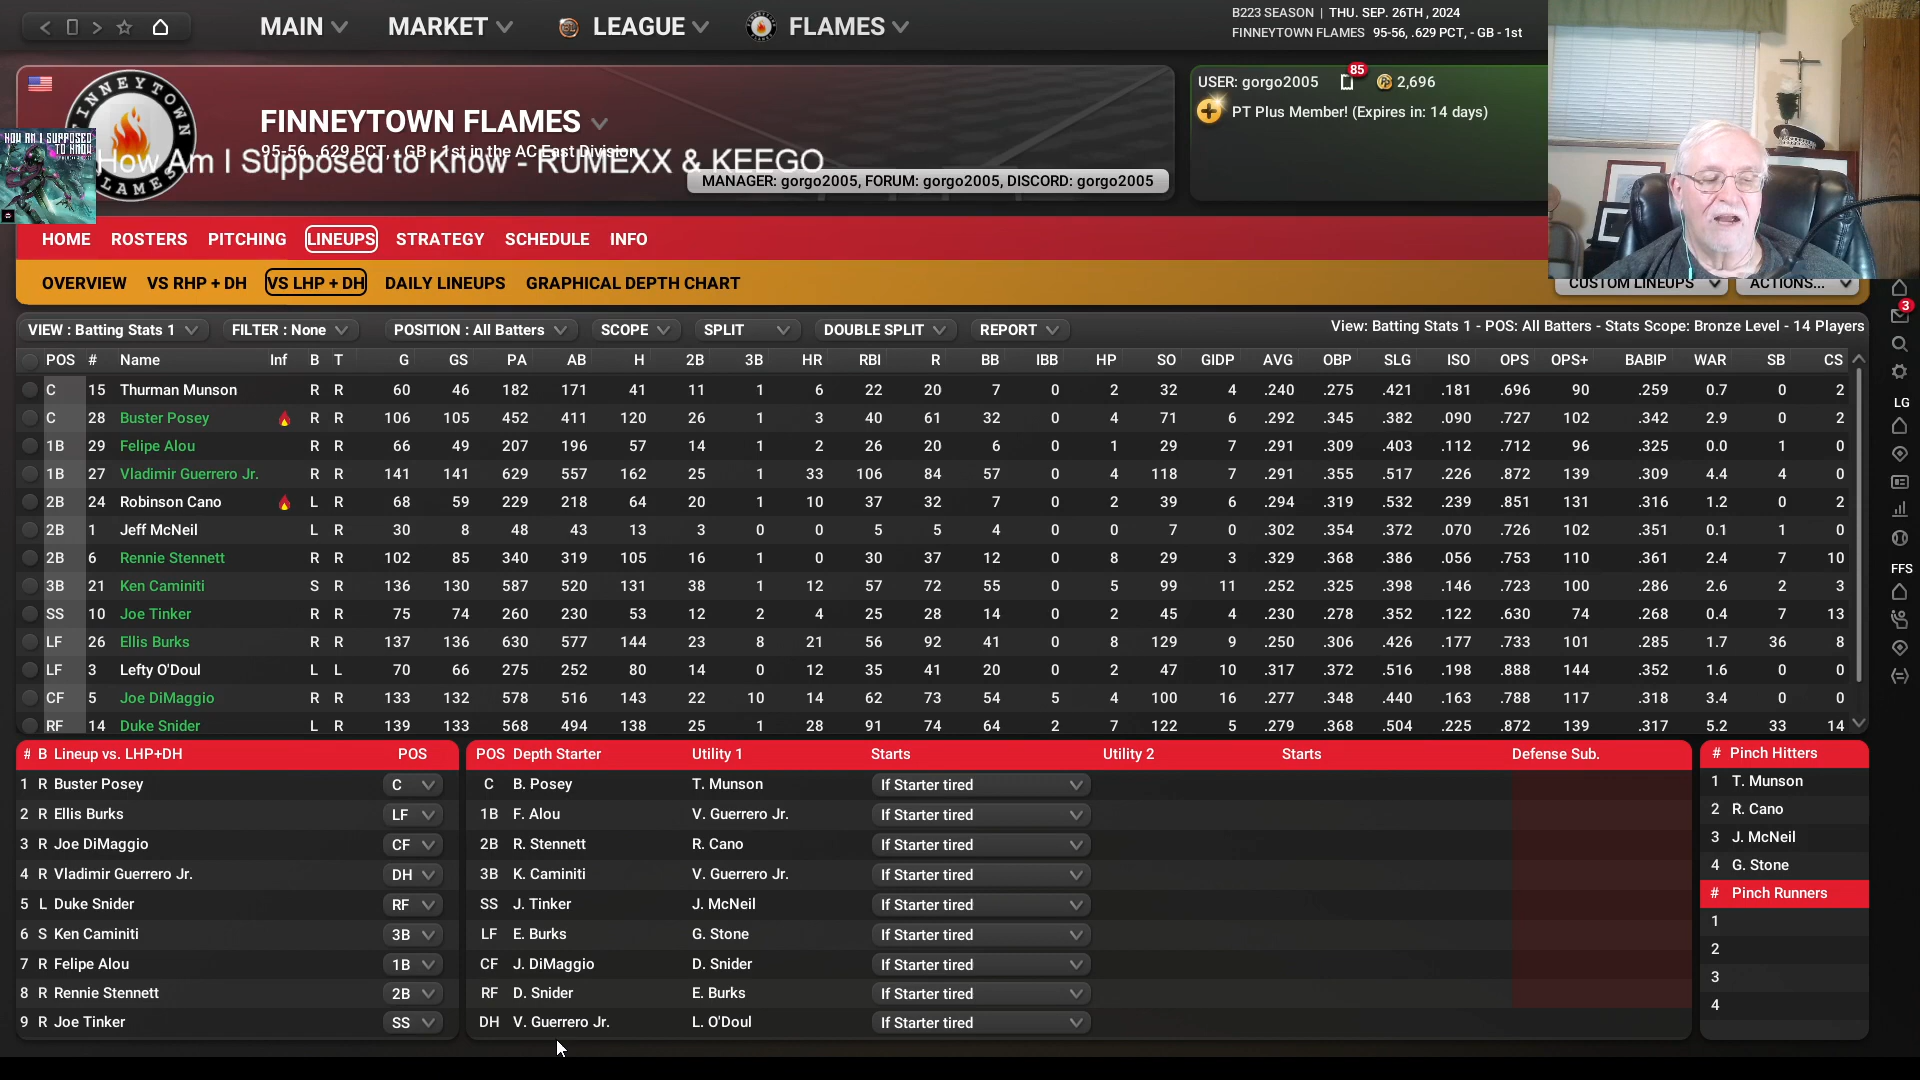 MAIN MARKET LEAGUE FLAMES
B223 SEASON | THU. SEP. 26TH , 2024
FINNEYTOWN FLAMES 95-56, .629 PCT, - GB - 1st
FINNEYTOWN FLAMES
FINNEYTOWN FLAMES
95-56, .629 PCT, - GB - 1st in the AC East Division
HOW AM I SUPPOSED TO KNOW
How Am I Supposed to Know - RUMEXX & KEEGO
MANAGER: gorgo2005, FORUM: gorgo2005, DISCORD: gorgo2005
USER: gorgo2005 85 2,696
PT Plus Member! (Expires in: 14 days)
HOME ROSTERS PITCHING LINEUPS STRATEGY SCHEDULE INFO
OVERVIEW VS RHP + DH VS LHP + DH DAILY LINEUPS GRAPHICAL DEPTH CHART CUSTOM LINEUPS ACTIONS...
VIEW : Batting Stats 1 FILTER : None POSITION : All Batters SCOPE SPLIT DOUBLE SPLIT REPORT View: Batting Stats 1 - POS: All Batters - Stats Scope: Bronze Level - 14 Players
POS # Name Inf B T G GS PA AB H 2B 3B HR RBI R BB IBB HP SO GIDP AVG OBP SLG ISO OPS OPS+ BABIP WAR SB CS
C 15 Thurman Munson R R 60 46 182 171 41 11 1 6 22 20 7 0 2 32 4 .240 .275 .421 .181 .696 90 .259 0.7 0 2
C 28 Buster Posey R R 106 105 452 411 120 26 1 3 40 61 32 0 4 71 6 .292 .345 .382 .090 .727 102 .342 2.9 0 2
1B 29 Felipe Alou R R 66 49 207 196 57 14 1 2 26 20 6 0 1 29 7 .291 .309 .403 .112 .712 96 .325 0.0 1 0
1B 27 Vladimir Guerrero Jr. R R 141 141 629 557 162 25 1 33 106 84 57 0 4 118 7 .291 .355 .517 .226 .872 139 .309 4.4 4 0
2B 24 Robinson Cano L R 68 59 229 218 64 20 1 10 37 32 7 0 2 39 6 .294 .319 .532 .239 .851 131 .316 1.2 0 2
2B 1 Jeff McNeil L R 30 8 48 43 13 3 0 0 5 5 4 0 0 7 0 .302 .354 .372 .070 .726 102 .351 0.1 1 0
2B 6 Rennie Stennett R R 102 85 340 319 105 16 1 0 30 37 12 0 8 29 3 .329 .368 .386 .056 .753 110 .361 2.4 7 10
3B 21 Ken Caminiti S R 136 130 587 520 131 38 1 12 57 72 55 0 5 99 11 .252 .325 .398 .146 .723 100 .286 2.6 2 3
SS 10 Joe Tinker R R 75 74 260 230 53 12 2 4 25 28 14 0 2 45 4 .230 .278 .352 .122 .630 74 .268 0.4 7 13
LF 26 Ellis Burks R R 137 136 630 577 144 23 8 21 56 92 41 0 8 129 9 .250 .306 .426 .177 .733 101 .285 1.7 36 8
LF 3 Lefty O'Doul L L 70 66 275 252 80 14 0 12 35 41 20 0 2 47 10 .317 .372 .516 .198 .888 144 .352 1.6 0 0
CF 5 Joe DiMaggio R R 133 132 578 516 143 22 10 14 62 73 54 5 4 100 16 .277 .348 .440 .163 .788 117 .318 3.4 0 0
RF 14 Duke Snider L R 139 133 568 494 138 25 1 28 91 74 64 2 7 122 5 .279 .368 .504 .225 .872 139 .317 5.2 33 14
# B Lineup vs. LHP+DH POS
1 R Buster Posey C
2 R Ellis Burks LF
3 R Joe DiMaggio CF
4 R Vladimir Guerrero Jr. DH
5 L Duke Snider RF
6 S Ken Caminiti 3B
7 R Felipe Alou 1B
8 R Rennie Stennett 2B
9 R Joe Tinker SS
POS Depth Starter Utility 1 Starts Utility 2 Starts Defense Sub.
C B. Posey T. Munson If Starter tired
1B F. Alou V. Guerrero Jr. If Starter tired
2B R. Stennett R. Cano If Starter tired
3B K. Caminiti V. Guerrero Jr. If Starter tired
SS J. Tinker J. McNeil If Starter tired
LF E. Burks G. Stone If Starter tired
CF J. DiMaggio D. Snider If Starter tired
RF D. Snider E. Burks If Starter tired
DH V. Guerrero Jr. L. O'Doul If Starter tired
# Pinch Hitters
1 T. Munson
2 R. Cano
3 J. McNeil
4 G. Stone
# Pinch Runners
1
2
3
4
3
LG
FFS